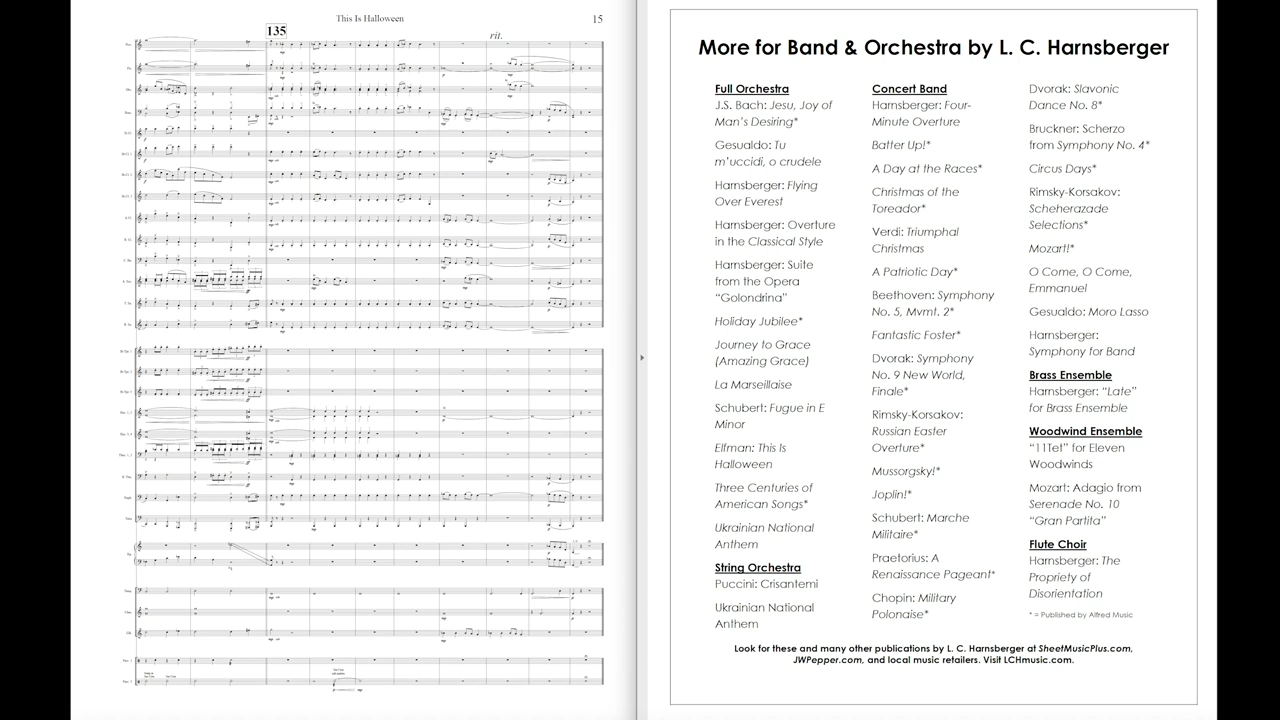 This Is Halloween
15
135
rit.
More for Band & Orchestra by L. C. Harnsberger
Full Orchestra
J.S. Bach: Jesu, Joy of
Man's Desiring*
Gesualdo: Tu
m'uccidi, o crudele
Harnsberger: Flying
Over Everest
Harnsberger: Overture
in the Classical Style
Harnsberger: Suite
from the Opera
“Golondrina”
Holiday Jubilee*
Journey to Grace
(Amazing Grace)
La Marseillaise
Schubert: Fugue in E
Minor
Elfman: This Is
Halloween
Three Centuries of
American Songs*
Ukrainian National
Anthem
String Orchestra
Puccini: Crisantemi
Ukrainian National
Anthem
Concert Band
Harnsberger: Four-
Minute Overture
Batter Up!*
A Day at the Races*
Christmas of the
Toreador*
Verdi: Triumphal
Christmas
A Patriotic Day*
Beethoven: Symphony
No. 5, Mvmt. 2*
Fantastic Foster*
Dvorak: Symphony
No. 9 New World,
Finale*
Rimsky-Korsakov:
Russian Easter
Overture*
Mussorgsky!*
Joplin!*
Schubert: Marche
Militaire*
Praetorius: A
Renaissance Pageant*
Chopin: Military
Polonaise*
Dvorak: Slavonic
Dance No. 8*
Bruckner: Scherzo
from Symphony No. 4*
Circus Days*
Rimsky-Korsakov:
Scheherazade
Selections*
Mozart!*
O Come, O Come,
Emmanuel
Gesualdo: Moro Lasso
Harnsberger:
Symphony for Band
Brass Ensemble
Harnsberger: “Late”
for Brass Ensemble
Woodwind Ensemble
“11Tet” for Eleven
Woodwinds
Mozart: Adagio from
Serenade No. 10
“Gran Partita”
Flute Choir
Harnsberger: The
Propriety of
Disorientation
* = Published by Alfred Music
Look for these and many other publications by L. C. Harnsberger at SheetMusicPlus.com,
JWPepper.com, and local music retailers. Visit LCHmusic.com.